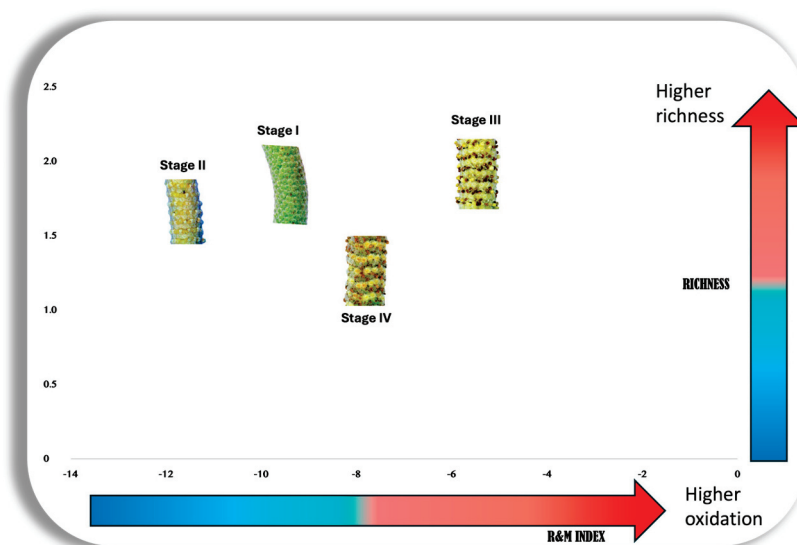 2.5
2.0
1.5
1.0
0.5
0
-14
-12
-10
-8
-6
-4
-2
0
Stage II
Stage I
Stage III
Stage IV
Higher
richness
RICHNESS
Higher
oxidation
R&M INDEX